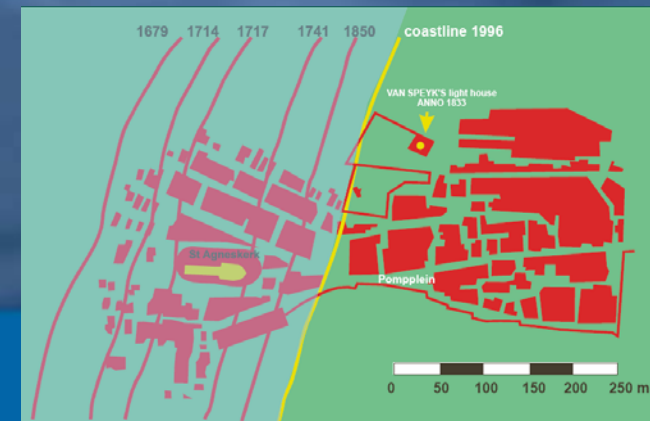 1679 1714 1717 1741 1850 coastline 1996
VAN SPEYK'S light house
ANNO 1833
St Agneskerk
Pompplein
0 50 100 150 200 250 m